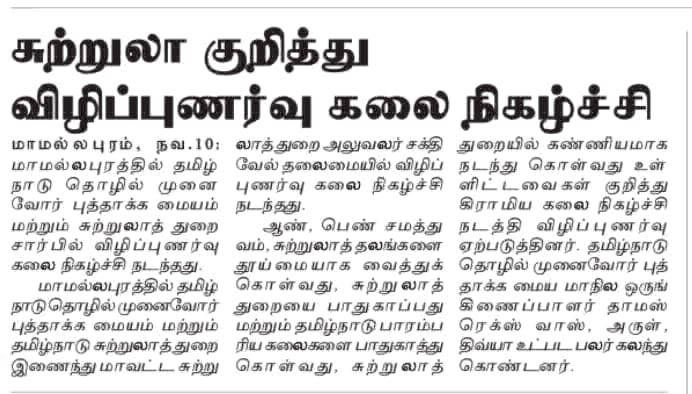 சுற்றுலா குறித்து
விழிப்புணர்வு கலை நிகழ்ச்சி
மாமல்லபுரம், நவ.10:
மாமல்லபுரத்தில் தமிழ்
நாடு தொழில் முனை
வோர் புத்தாக்க மையம்
மற்றும் சுற்றுலாத் துறை
சார்பில் விழிப்புணர்வு
கலை நிகழ்ச்சி நடந்தது.
மாமல்லபுரத்தில் தமிழ்
நாடு தொழில் முனைவோர்
புத்தாக்க மையம் மற்றும்
தமிழ்நாடு சுற்றுலாத் துறை
இணைந்து மாவட்ட சுற்று
லாத்துறை அலுவலர் சக்தி
வேல் தலைமையில் விழிப்
புணர்வு கலை நிகழ்ச்சி
நடந்தது.
ஆண், பெண் சமத்து
வம், சுற்றுலாத் தலங்களை
தூய்மையாக வைத்துக்
கொள்வது, சுற்றுலாத்
துறையை பாதுகாப்பது
மற்றும் தமிழ்நாடு பாரம்ப
ரிய கலைகளை பாதுகாத்து
கொள்வது, சுற்றுலாத்
துறையில் கண்ணியமாக
நடந்து கொள்வது உள்
ளிட்டவைகள் குறித்து
கிராமிய கலை நிகழ்ச்சி
நடத்தி விழிப்புணர்வு
ஏற்படுத்தினர். தமிழ்நாடு
தொழில் முனைவோர் புத்
தாக்க மைய மாநில ஒருங்
கிணைப்பாளர் தாமஸ்
ரெக்ஸ் வாஸ், அருள்,
திவ்யா உட்பட பலர் கலந்து
கொண்டனர்.